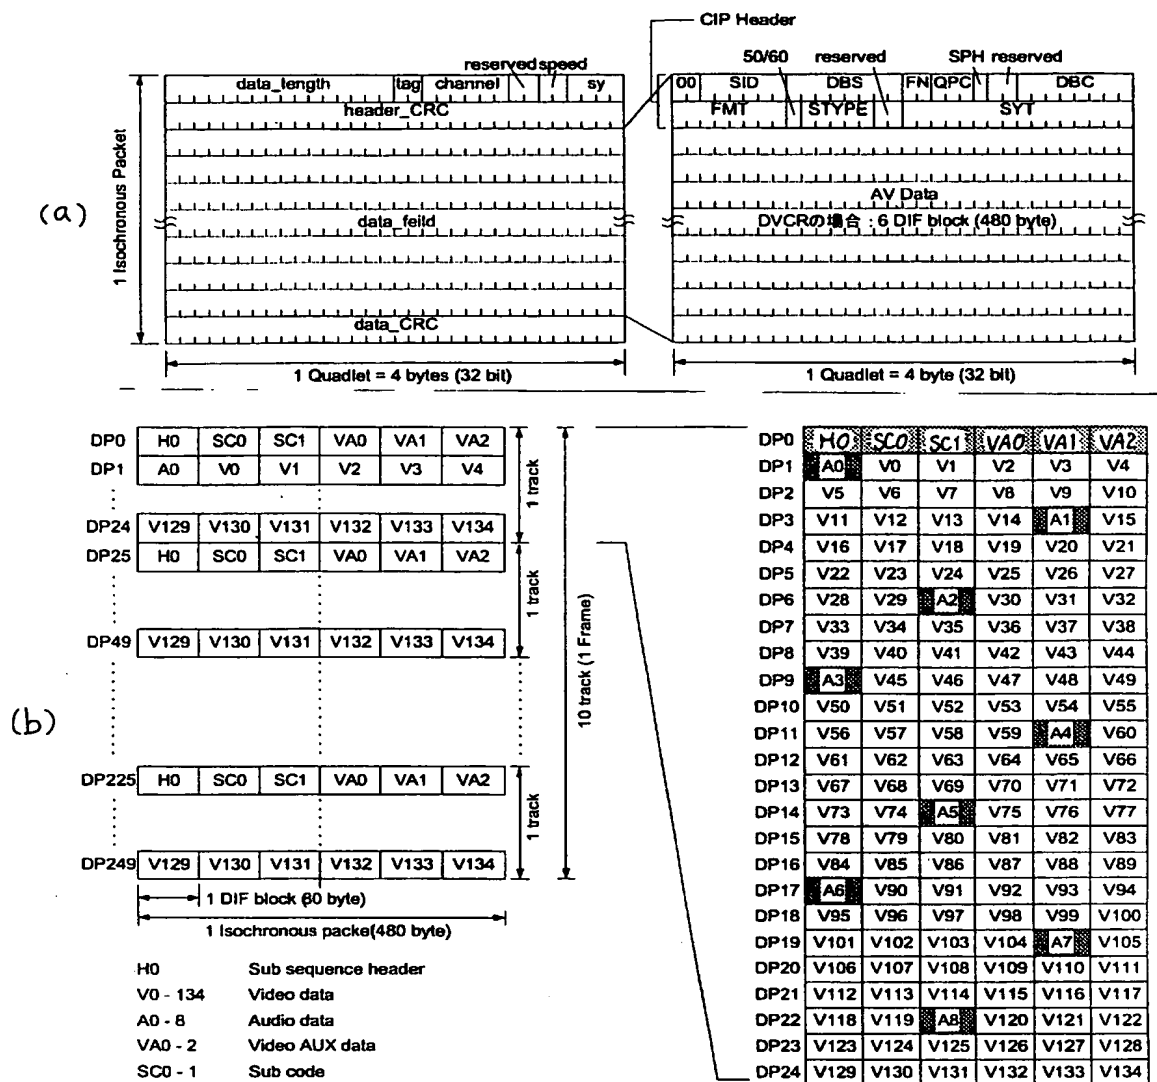 CIP Header
50/60 reserved SPH reserved
reserved speed
data_length tag channel sy
header_CRC
data_feild
data_CRC
1 Isochronous Packet
(a)
1 Quadlet = 4 bytes (32 bit)
00 SID DBS FN QPC DBC
FMT STYPE SYT
AV Data
DVCRの場合 : 6 DIF block (480 byte)
1 Quadlet = 4 byte (32 bit)
(b)
DP0 H0 SC0 SC1 VA0 VA1 VA2
DP1 A0 V0 V1 V2 V3 V4
DP24 V129 V130 V131 V132 V133 V134
DP25 H0 SC0 SC1 VA0 VA1 VA2
DP49 V129 V130 V131 V132 V133 V134
DP225 H0 SC0 SC1 VA0 VA1 VA2
DP249 V129 V130 V131 V132 V133 V134
1 track
1 track
1 track
10 track (1 Frame)
1 DIF block (80 byte)
1 Isochronous packe(480 byte)
H0 Sub sequence header
V0 - 134 Video data
A0 - 8 Audio data
VA0 - 2 Video AUX data
SC0 - 1 Sub code
DP0 H0 SC0 SC1 VA0 VA1 VA2
DP1 A0 V0 V1 V2 V3 V4
DP2 V5 V6 V7 V8 V9 V10
DP3 V11 V12 V13 V14 A1 V15
DP4 V16 V17 V18 V19 V20 V21
DP5 V22 V23 V24 V25 V26 V27
DP6 V28 V29 A2 V30 V31 V32
DP7 V33 V34 V35 V36 V37 V38
DP8 V39 V40 V41 V42 V43 V44
DP9 A3 V45 V46 V47 V48 V49
DP10 V50 V51 V52 V53 V54 V55
DP11 V56 V57 V58 V59 A4 V60
DP12 V61 V62 V63 V64 V65 V66
DP13 V67 V68 V69 V70 V71 V72
DP14 V73 V74 A5 V75 V76 V77
DP15 V78 V79 V80 V81 V82 V83
DP16 V84 V85 V86 V87 V88 V89
DP17 A6 V90 V91 V92 V93 V94
DP18 V95 V96 V97 V98 V99 V100
DP19 V101 V102 V103 V104 A7 V105
DP20 V106 V107 V108 V109 V110 V111
DP21 V112 V113 V114 V115 V116 V117
DP22 V118 V119 A8 V120 V121 V122
DP23 V123 V124 V125 V126 V127 V128
DP24 V129 V130 V131 V132 V133 V134